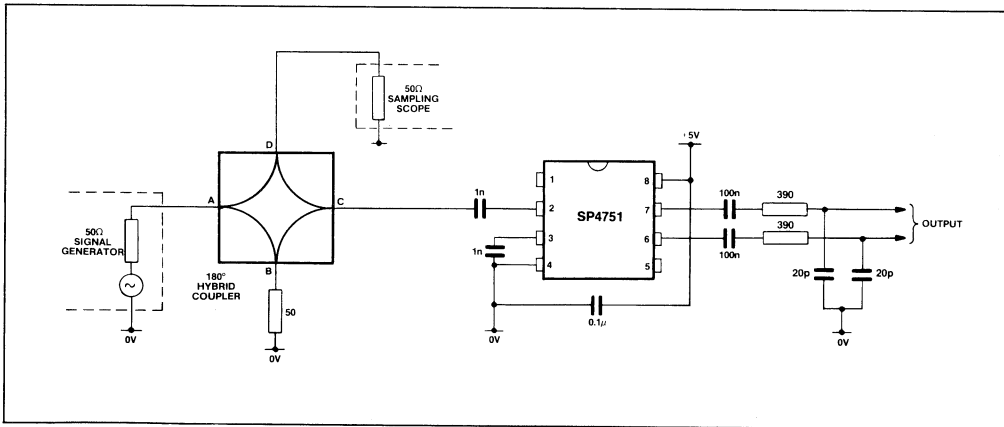 50Ω
SAMPLING
SCOPE
D
A
C
B
50Ω
SIGNAL
GENERATOR
0V
180°
HYBRID
COUPLER
50
0V
1n
1n
0V
1
2
3
4
SP4751
8
7
6
5
+5V
0.1μ
100n
390
100n
390
20p
20p
0V
OUTPUT